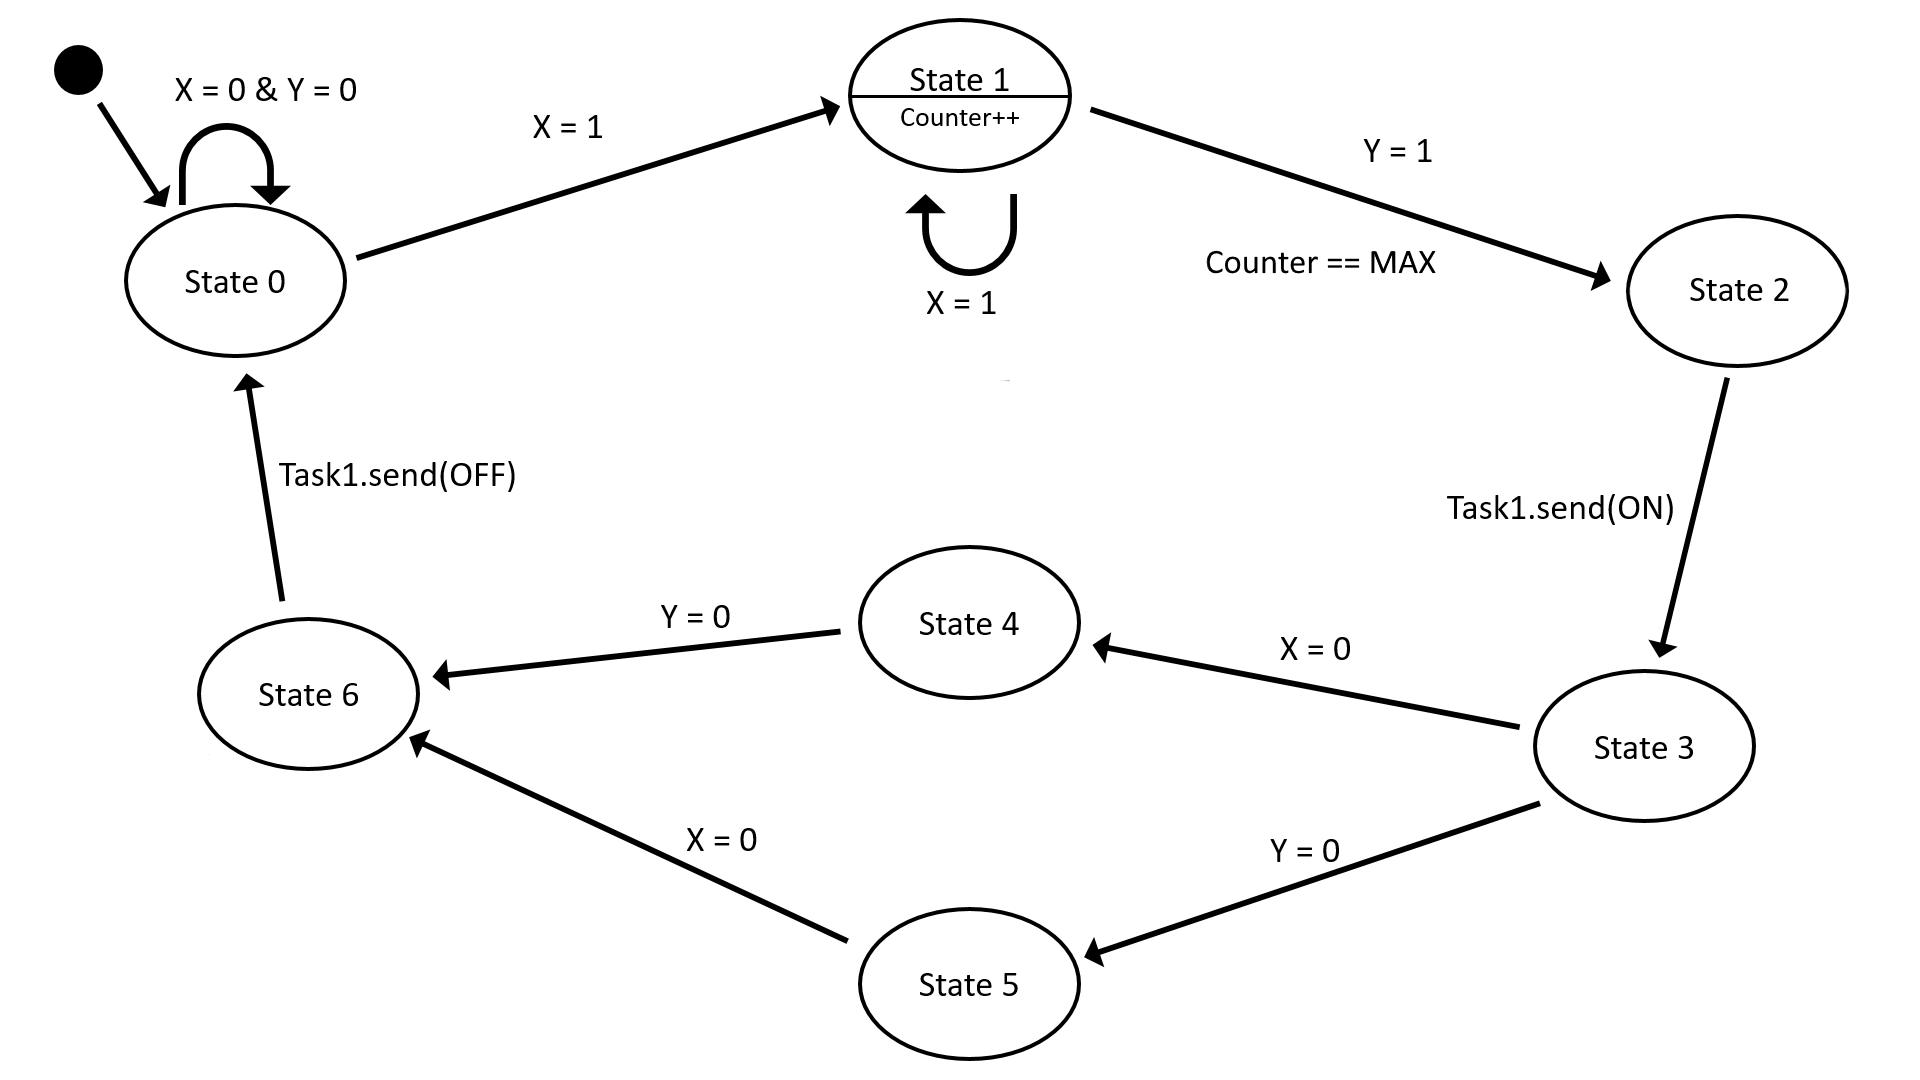 X = 0 & Y = 0
X = 1
State 1
Counter++
Y = 1
Counter == MAX
X = 1
State 0
State 2
Task1.send(OFF)
Task1.send(ON)
Y = 0
State 4
X = 0
State 6
State 3
X = 0
Y = 0
State 5